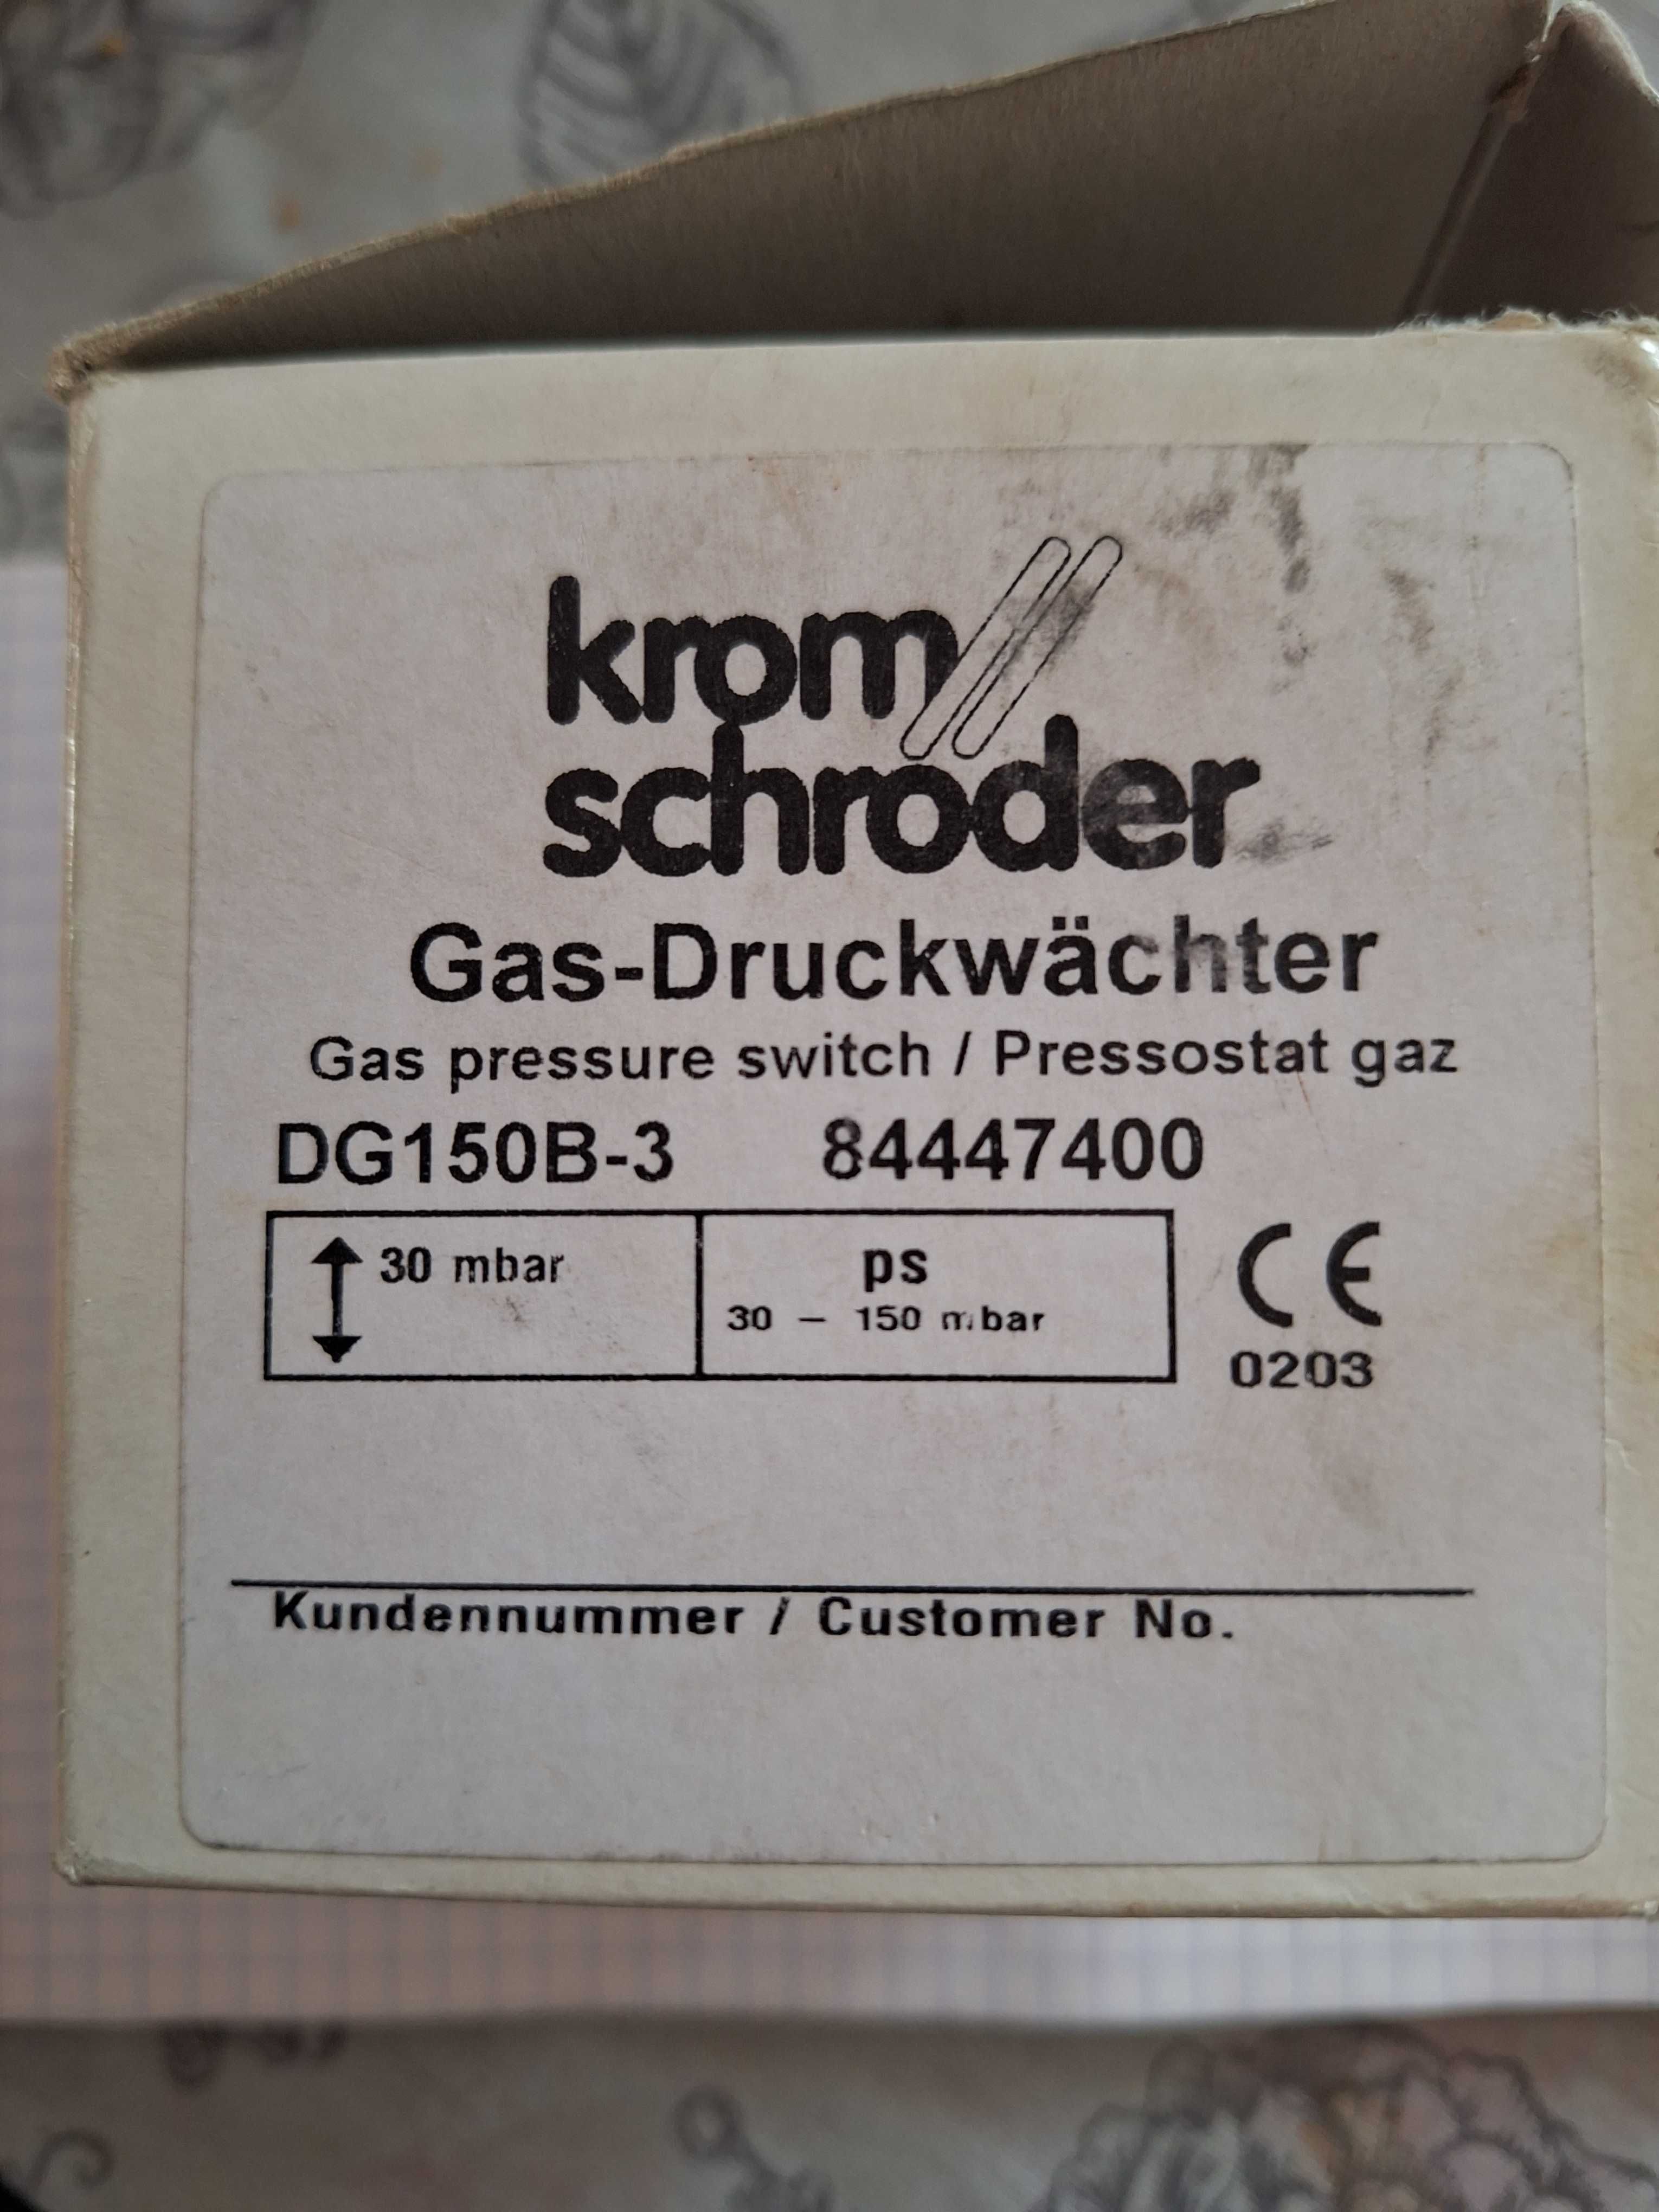 krom
schröder
Gas-Druckwächter
Gas pressure switch / Pressostat gaz
DG150B-3 84447400
30 mbar
ps
30 – 150 mbar
CE
0203
Kundennummer / Customer No.